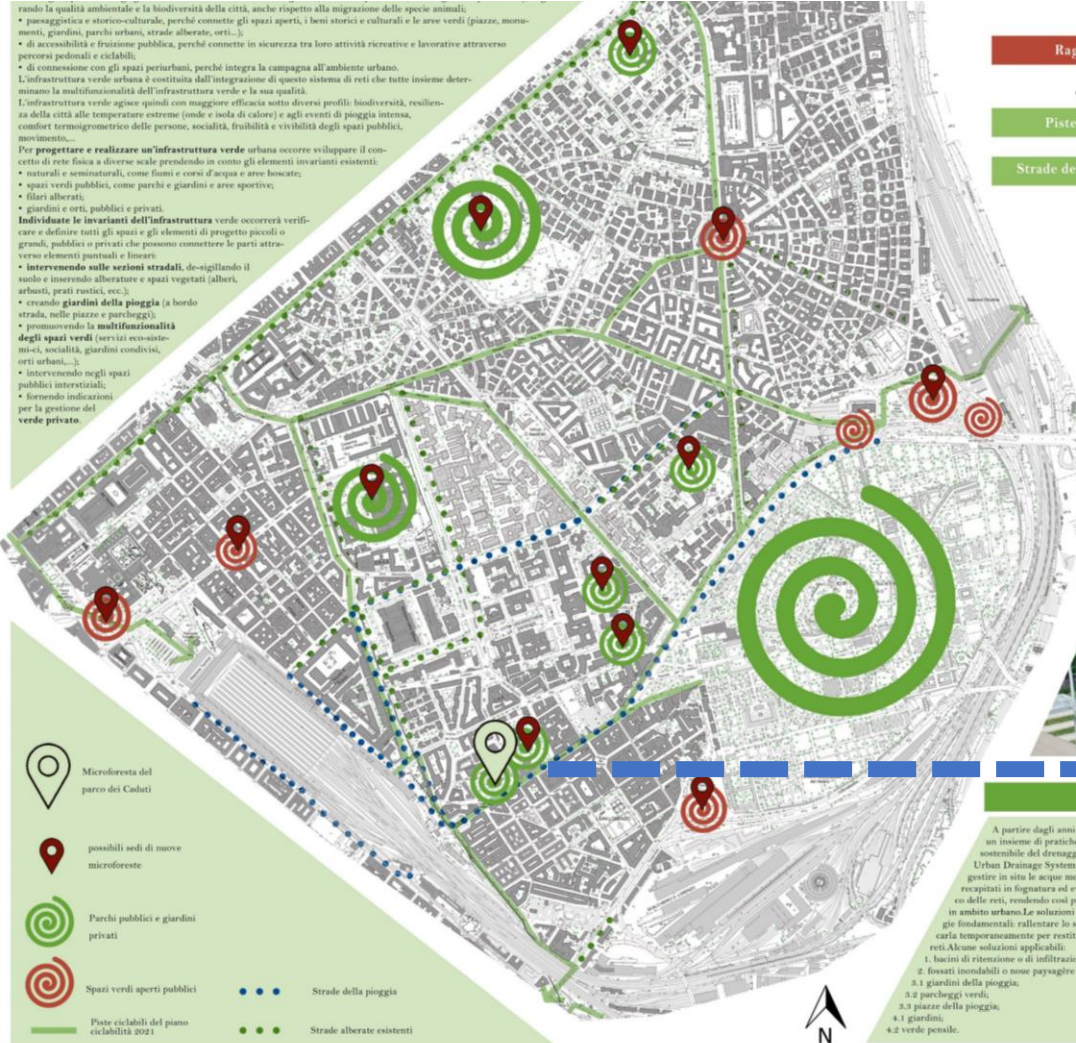 rando la qualità ambientale e la biodiversità della città, anche rispetto alla migrazione delle specie animali;
• paesaggistica e storico-culturale, perché connette gli spazi aperti, i beni storici e culturali e le aree verdi (piazze, monu-
menti, giardini, parchi urbani, strade alberate, orti...);
• di accessibilità e fruizione pubblica, perché connette in sicurezza tra loro attività ricreative e lavorative attraverso
percorsi pedonali e ciclabili;
• di connessione con gli spazi periurbani, perché integra la campagna all'ambiente urbano.
L'infrastruttura verde urbana è costituita dall'integrazione di questo sistema di reti che tutte insieme deter-
minano la multifunzionalità dell'infrastruttura verde e la sua qualità.
L'infrastruttura verde agisce quindi con maggiore efficacia sotto diversi profili: biodiversità, resilien-
za della città alle temperature estreme (onde e isola di calore) e agli eventi di pioggia intensa,
comfort termoigrometrico delle persone, socialità, fruibilità e vivibilità degli spazi pubblici,
movimento,...
Per progettare e realizzare un'infrastruttura verde urbana occorre sviluppare il con-
cetto di rete fisica a diverse scale prendendo in conto gli elementi invarianti esistenti:
• naturali e seminaturali, come fiumi e corsi d'acqua e aree boscate;
• spazi verdi pubblici, come parchi e giardini e aree sportive;
• filari alberati;
• giardini e orti, pubblici e privati.
Individuate le invarianti dell'infrastruttura verde occorrerà verifi-
care e definire tutti gli spazi e gli elementi di progetto piccoli o
grandi, pubblici o privati che possono connettere le parti attra-
verso elementi puntuali e lineari:
• intervenendo sulle sezioni stradali, de-sigillando il
suolo e inserendo alberature e spazi vegetati (alberi,
arbusti, prati rustici, ecc.);
• creando giardini della pioggia (a bordo
strada, nelle piazze e parcheggi);
• promuovendo la multifunzionalità
degli spazi verdi (servizi eco-siste-
mi-ci, socialità, giardini condivisi,
orti urbani,...);
• intervenendo negli spazi
pubblici interstiziali;
• fornendo indicazioni
per la gestione del
verde privato.
Rag
Piste
Strade de
Microforesta del
parco dei Caduti
possibili sedi di nuove
microforeste
Parchi pubblici e giardini
privati
Spazi verdi aperti pubblici
Piste ciclabili del piano
ciclabilità 2021
Strade della pioggia
Strade alberate esistenti
N
A partire dagli anni
un insieme di pratiche
sostenibile del drenagg
Urban Drainage System
gestire in situ le acque me
recapitati in fognatura ed e
co delle reti, rendendo così p
in ambito urbano.Le soluzioni
gie fondamentali: rallentare lo s
carla temporaneamente per restit
reti.Alcune soluzioni applicabili:
1. bacini di ritenzione o di infiltrazio
2. fossati inondabili o noue paysagère
3.1 giardini della pioggia;
3.2 parcheggi verdi;
3.3 piazze della pioggia;
4.1 giardini;
4.2 verde pensile.